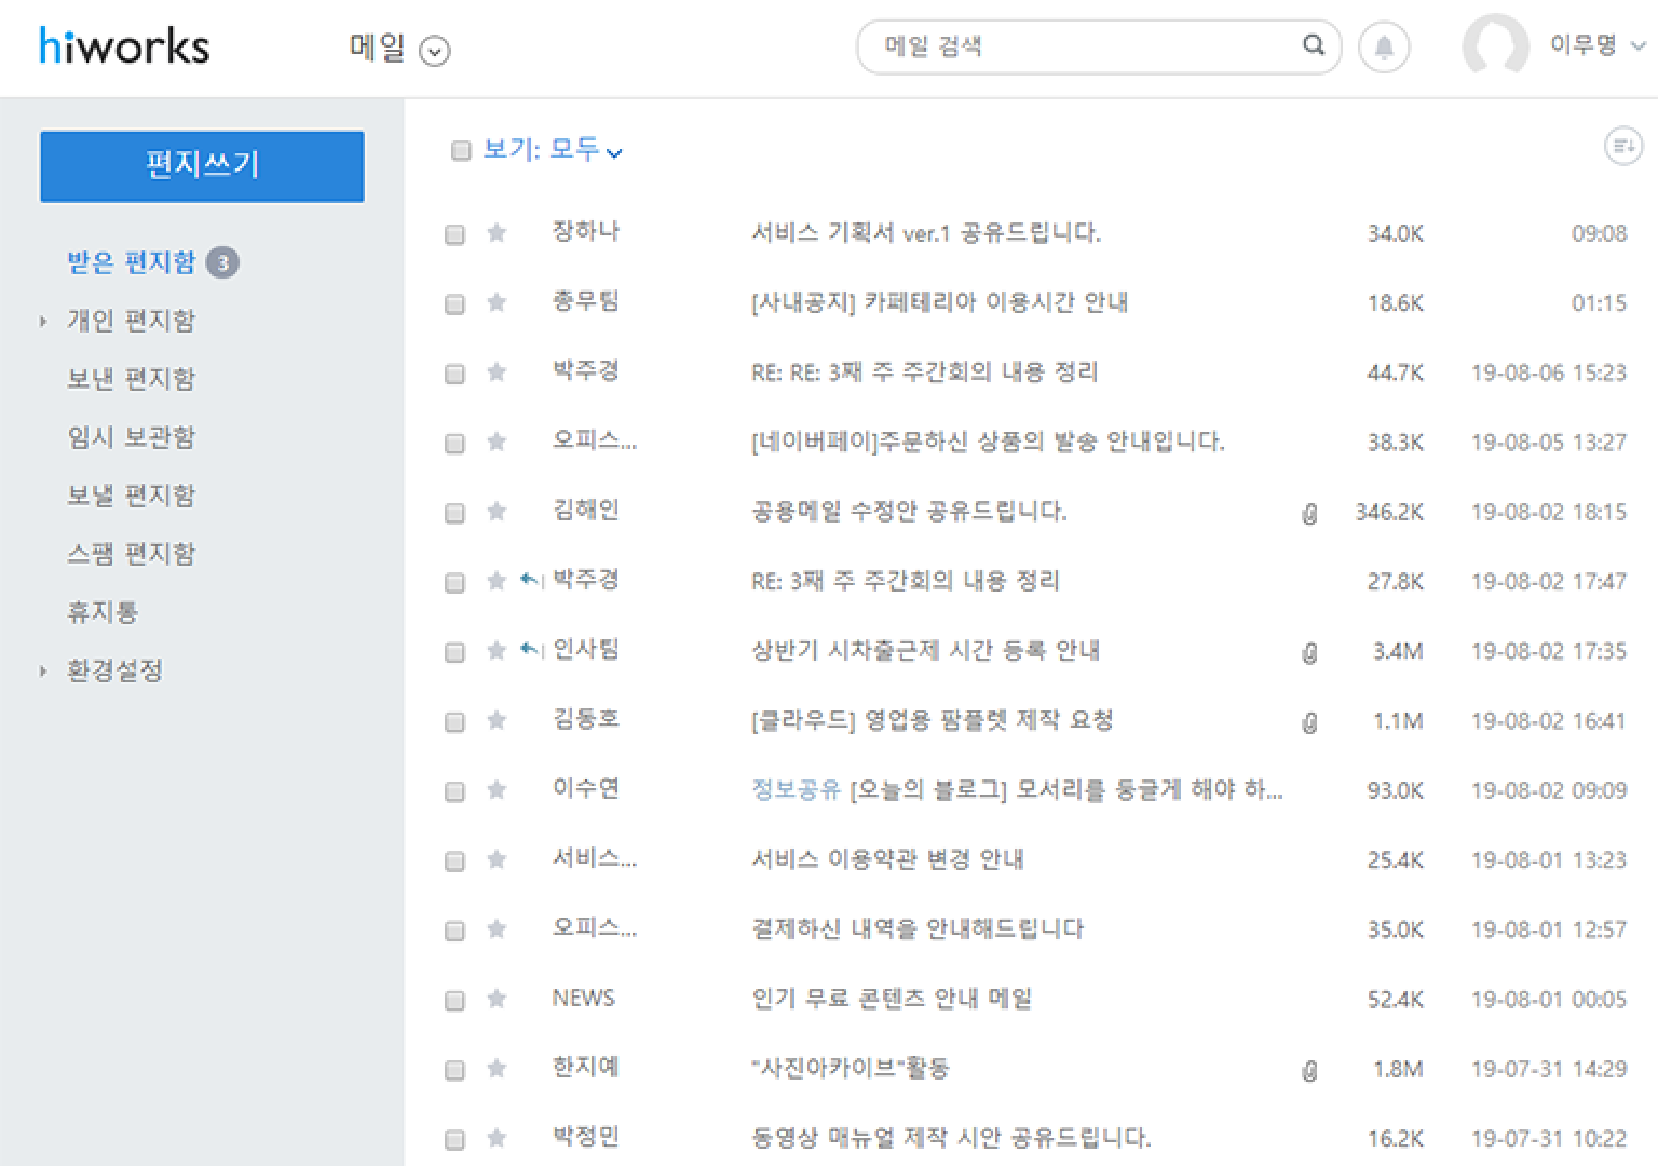 hiworks 메일 메일 검색 이무명
편지쓰기
받은 편지함 3
개인 편지함
보낸 편지함
임시 보관함
보낼 편지함
스팸 편지함
휴지통
환경설정
보기: 모두
장하나 서비스 기획서 ver.1 공유드립니다. 34.0K 09:08
총무팀 [사내공지] 카페테리아 이용시간 안내 18.6K 01:15
박주경 RE: RE: 3째 주 주간회의 내용 정리 44.7K 19-08-06 15:23
오피스... [네이버페이]주문하신 상품의 발송 안내입니다. 38.3K 19-08-05 13:27
김해인 공용메일 수정안 공유드립니다. 346.2K 19-08-02 18:15
박주경 RE: 3째 주 주간회의 내용 정리 27.8K 19-08-02 17:47
인사팀 상반기 시차출근제 시간 등록 안내 3.4M 19-08-02 17:35
김동호 [클라우드] 영업용 팜플렛 제작 요청 1.1M 19-08-02 16:41
이수연 정보공유 [오늘의 블로그] 모서리를 둥글게 해야 하... 93.0K 19-08-02 09:09
서비스... 서비스 이용약관 변경 안내 25.4K 19-08-01 13:23
오피스... 결제하신 내역을 안내해드립니다 35.0K 19-08-01 12:57
NEWS 인기 무료 콘텐츠 안내 메일 52.4K 19-08-01 00:05
한지예 "사진아카이브"활동 1.8M 19-07-31 14:29
박정민 동영상 매뉴얼 제작 시안 공유드립니다. 16.2K 19-07-31 10:22